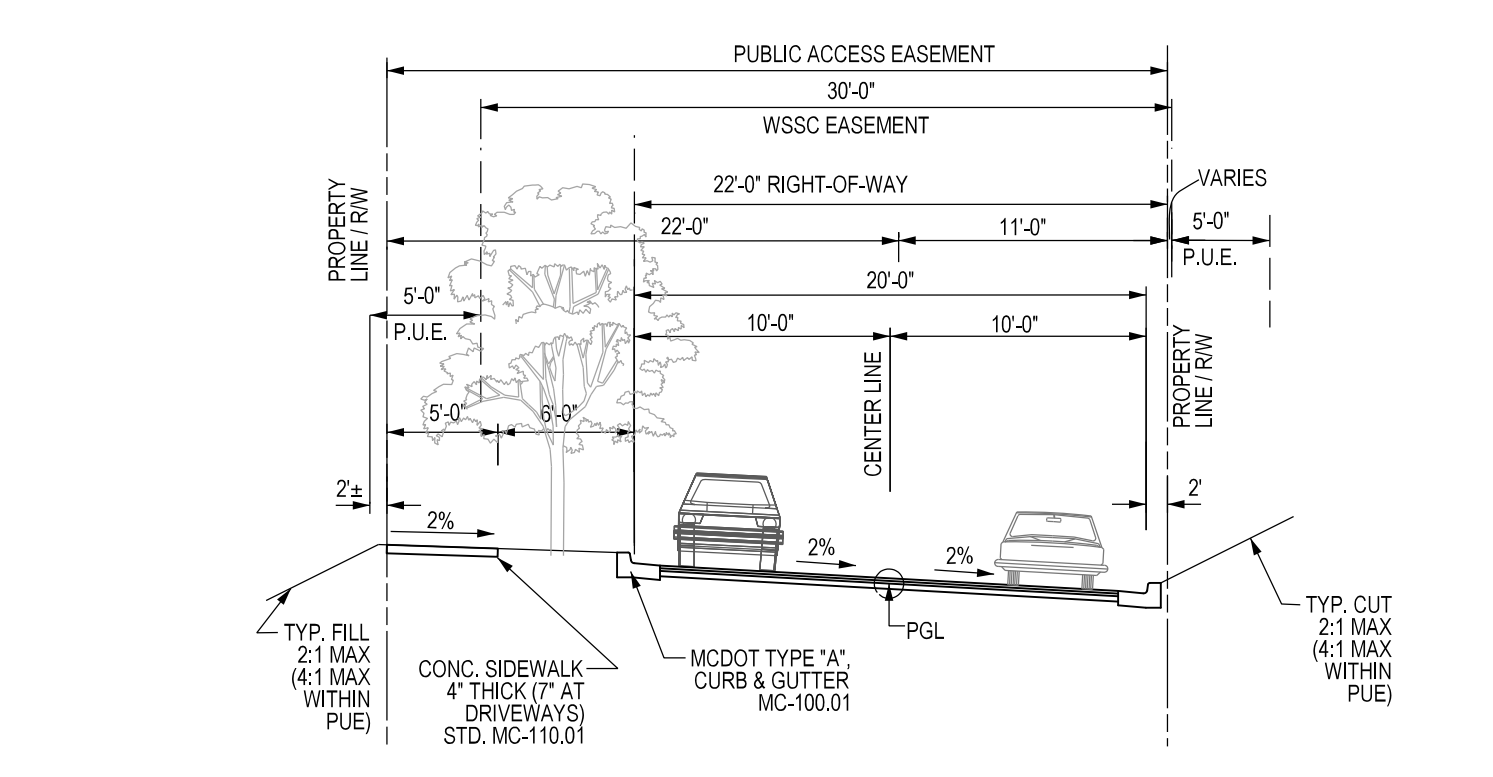 PUBLIC ACCESS EASEMENT
30'-0"
WSSC EASEMENT
22'-0" RIGHT-OF-WAY
VARIES
PROPERTY
LINE / R/W
22'-0"
11'-0"
5'-0"
P.U.E.
20'-0"
5'-0"
P.U.E.
10'-0"
10'-0"
CENTER LINE
PROPERTY
LINE / R/W
5'-0"
6'-0"
2'±
2'
2%
2%
2%
PGL
TYP. FILL
2:1 MAX
(4:1 MAX
WITHIN
PUE)
CONC. SIDEWALK
4" THICK (7" AT
DRIVEWAYS)
STD. MC-110.01
MCDOT TYPE "A",
CURB & GUTTER
MC-100.01
TYP. CUT
2:1 MAX
(4:1 MAX
WITHIN
PUE)